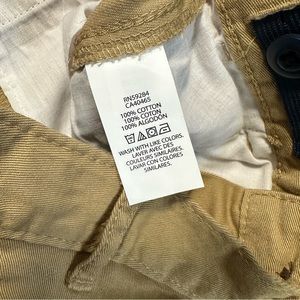 RN59284
CA40465
100% COTTON
100% COTON
100% ALGODÓN
WASH WITH LIKE COLORS.
LAVER AVEC DES
COULEURS SIMILAIRES.
LAVAR CON COLORES
SIMILARES.